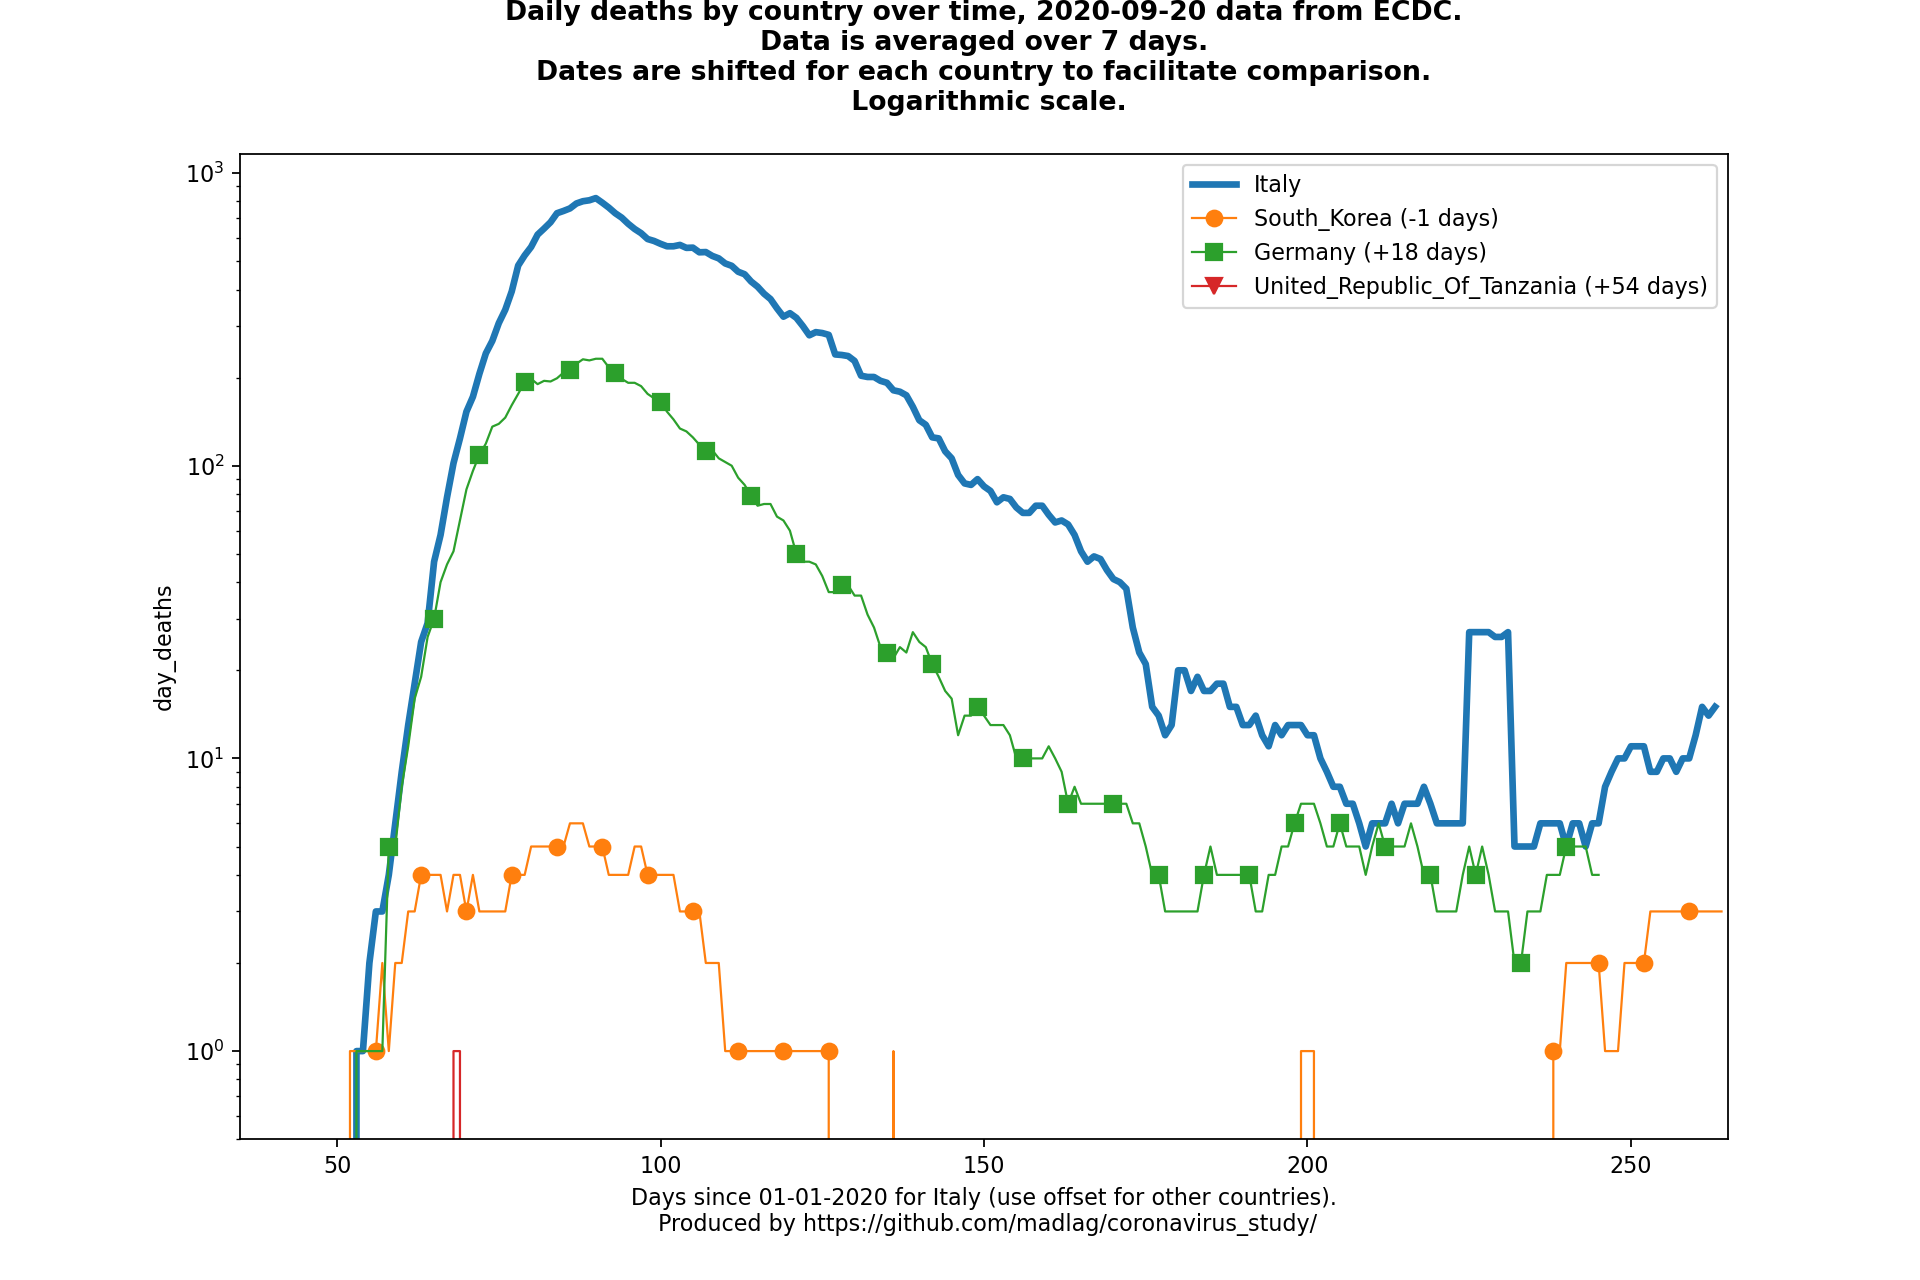 Daily deaths by country over time, 2020-09-20 data from ECDC.
Data is averaged over 7 days.
Dates are shifted for each country to facilitate comparison.
Logarithmic scale.
10³
10²
10¹
10⁰
day_deaths
Italy
South_Korea (-1 days)
Germany (+18 days)
United_Republic_Of_Tanzania (+54 days)
50 100 150 200 250
Days since 01-01-2020 for Italy (use offset for other countries).
Produced by https://github.com/madlag/coronavirus_study/